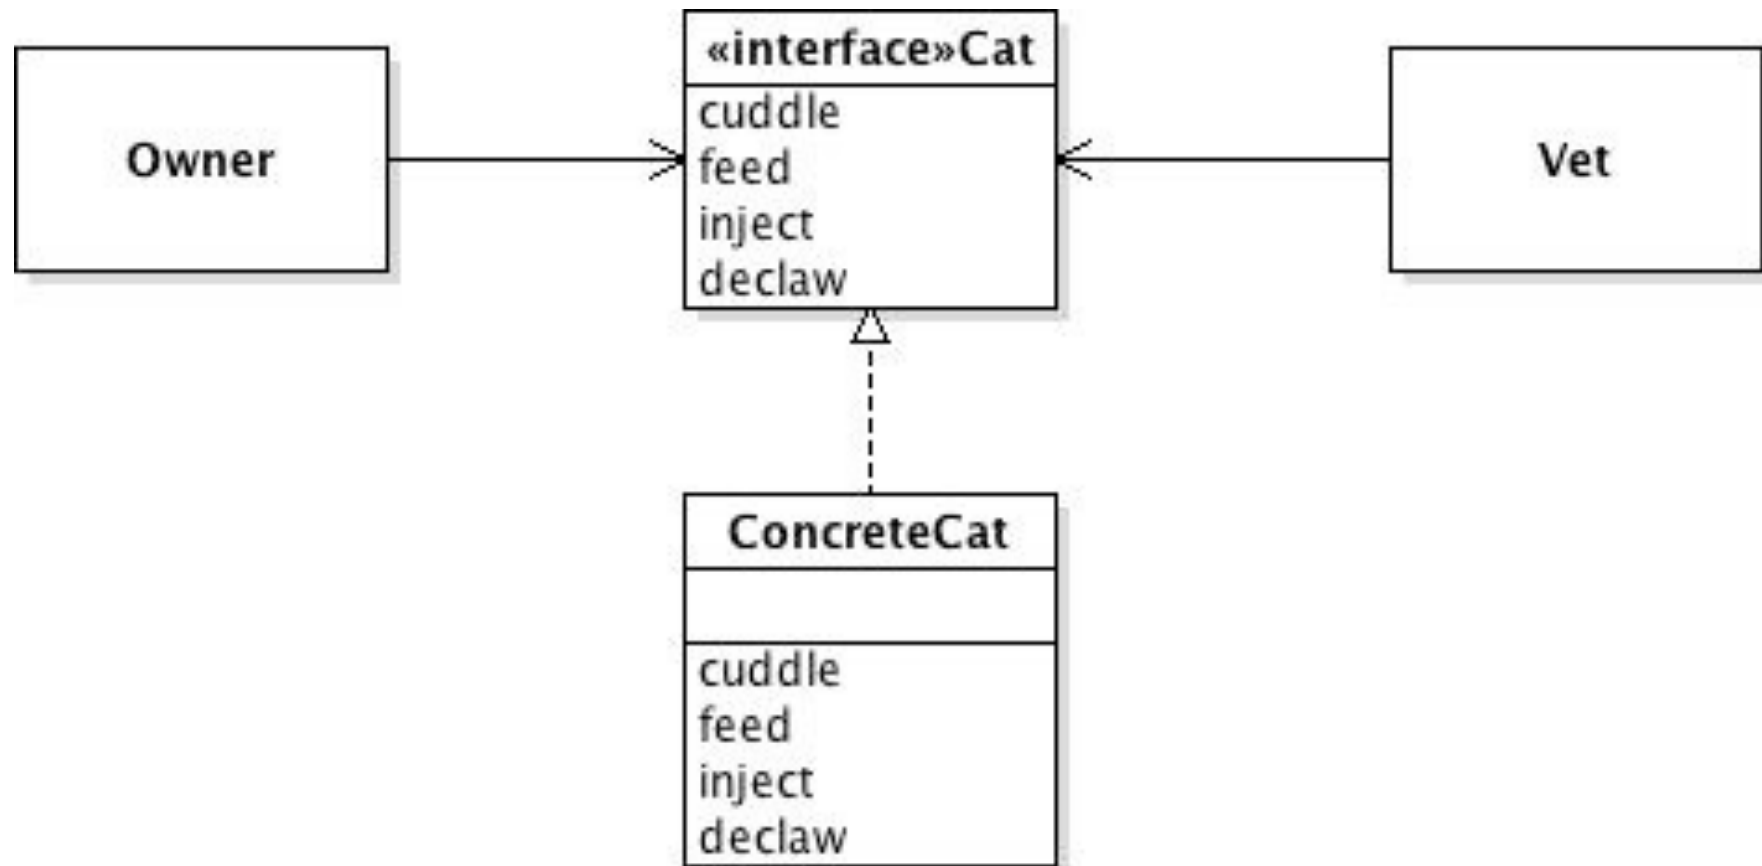 Owner
«interface»Cat
cuddle
feed
inject
declaw
Vet
ConcreteCat
cuddle
feed
inject
declaw